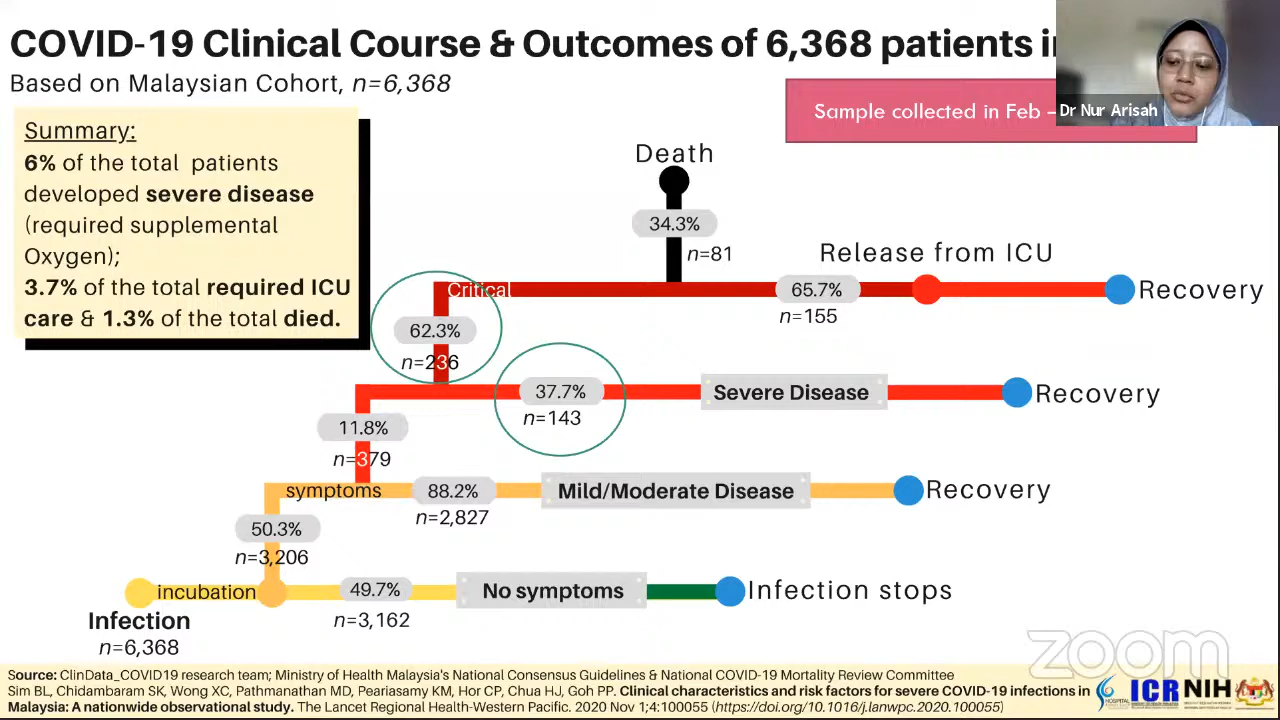 COVID-19 Clinical Course & Outcomes of 6,368 patients in
Based on Malaysian Cohort, n=6,368
Sample collected in Feb –
Dr Nur Arisah
Summary:
6% of the total patients
developed severe disease
(required supplemental
Oxygen);
3.7% of the total required ICU
care & 1.3% of the total died.
Death
34.3%
n=81
Release from ICU
Critical
65.7%
Recovery
n=155
62.3%
n=236
37.7%
Severe Disease
Recovery
n=143
11.8%
n=379
symptoms
88.2%
Mild/Moderate Disease
Recovery
n=2,827
50.3%
n=3,206
incubation
49.7%
No symptoms
Infection stops
Infection
n=3,162
n=6,368
zoom
Source: ClinData_COVID19 research team; Ministry of Health Malaysia's National Consensus Guidelines & National COVID-19 Mortality Review Committee
Sim BL, Chidambaram SK, Wong XC, Pathmanathan MD, Peariasamy KM, Hor CP, Chua HJ, Goh PP. Clinical characteristics and risk factors for severe COVID-19 infections in
Malaysia: A nationwide observational study. The Lancet Regional Health Western Pacific. 2020 Nov 1;4:100055 (https://doi.org/10.1016/j.lanwpc.2020.100055)
ICR NIH